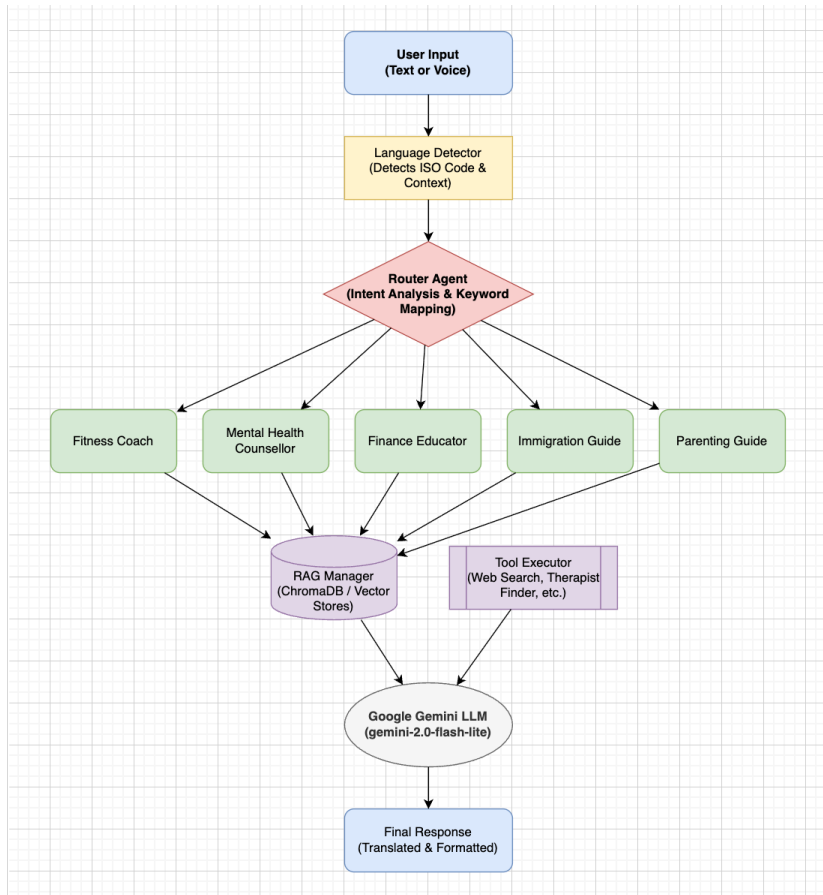 User Input
(Text or Voice)
Language Detector
(Detects ISO Code &
Context)
Router Agent
(Intent Analysis & Keyword
Mapping)
Fitness Coach
Mental Health
Counsellor
Finance Educator
Immigration Guide
Parenting Guide
RAG Manager
(ChromaDB / Vector
Stores)
Tool Executor
(Web Search, Therapist
Finder, etc.)
Google Gemini LLM
(gemini-2.0-flash-lite)
Final Response
(Translated & Formatted)